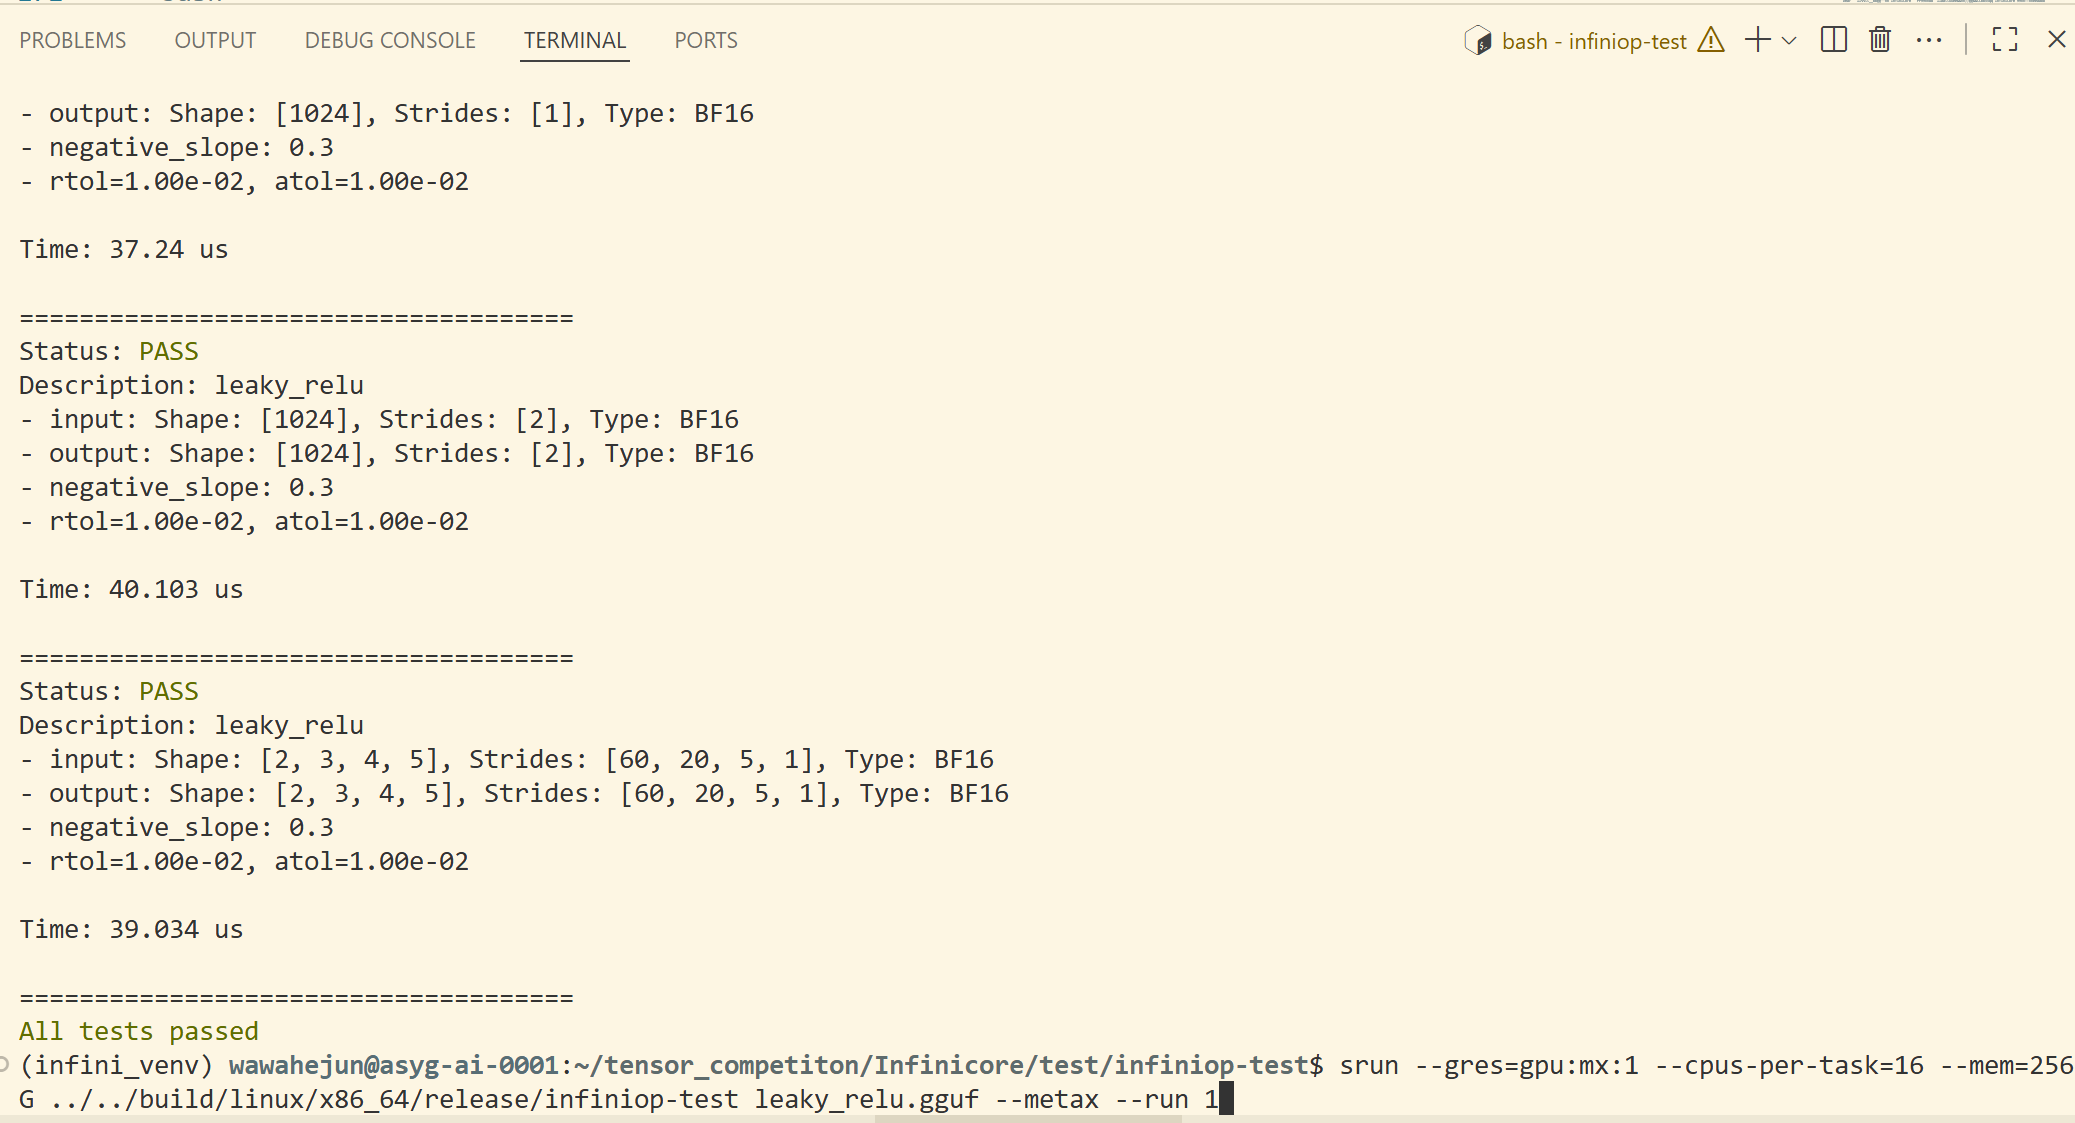 PROBLEMS OUTPUT DEBUG CONSOLE TERMINAL PORTS bash - infiniop-test
- output: Shape: [1024], Strides: [1], Type: BF16
- negative_slope: 0.3
- rtol=1.00e-02, atol=1.00e-02
Time: 37.24 us
=====================================
Status: PASS
Description: leaky_relu
- input: Shape: [1024], Strides: [2], Type: BF16
- output: Shape: [1024], Strides: [2], Type: BF16
- negative_slope: 0.3
- rtol=1.00e-02, atol=1.00e-02
Time: 40.103 us
=====================================
Status: PASS
Description: leaky_relu
- input: Shape: [2, 3, 4, 5], Strides: [60, 20, 5, 1], Type: BF16
- output: Shape: [2, 3, 4, 5], Strides: [60, 20, 5, 1], Type: BF16
- negative_slope: 0.3
- rtol=1.00e-02, atol=1.00e-02
Time: 39.034 us
=====================================
All tests passed
(infini_venv) wawahejun@asyg-ai-0001:~/tensor_competiton/Infinicore/test/infiniop-test$ srun --gres=gpu:mx:1 --cpus-per-task=16 --mem=256
G ../../build/linux/x86_64/release/infiniop-test leaky_relu.gguf --metax --run 1